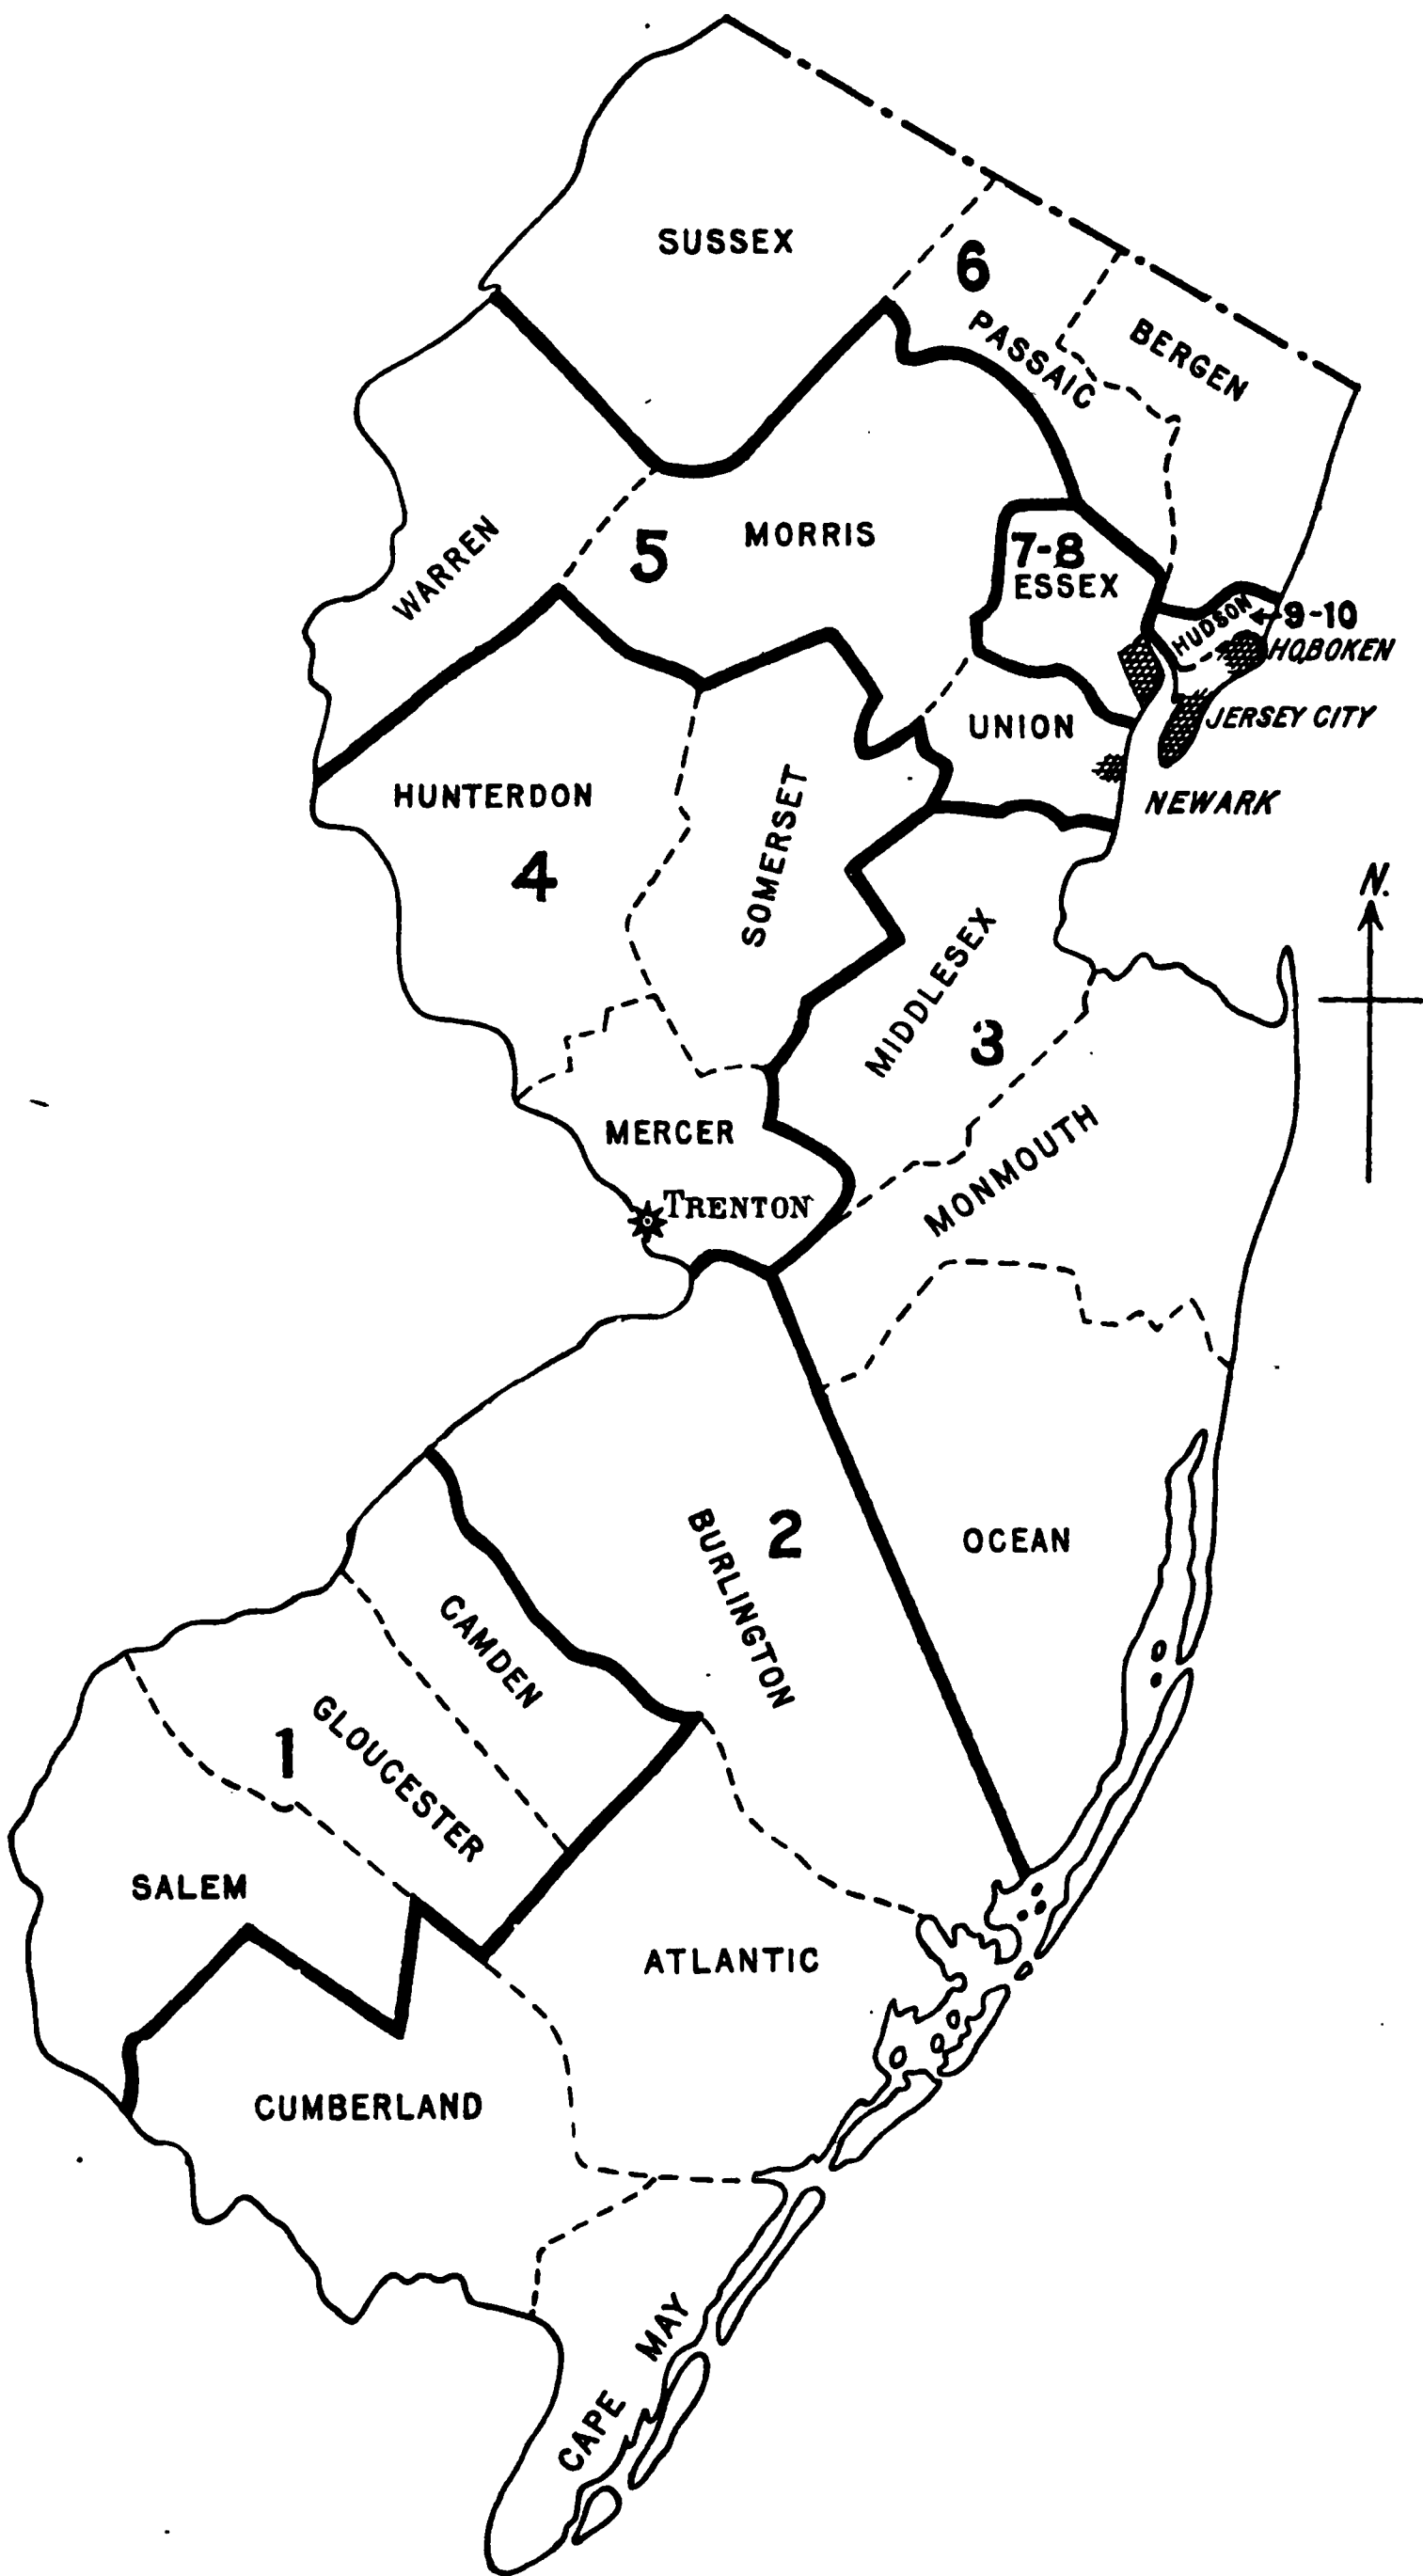 SUSSEX
6
PASSAIC
BERGEN
WARREN
5
MORRIS
7-8
ESSEX
HUDSON
9-10
HOBOKEN
JERSEY CITY
UNION
NEWARK
HUNTERDON
4
SOMERSET
N.
MIDDLESEX
3
MERCER
MONMOUTH
TRENTON
2
BURLINGTON
OCEAN
CAMDEN
1
GLOUCESTER
SALEM
ATLANTIC
CUMBERLAND
CAPE MAY